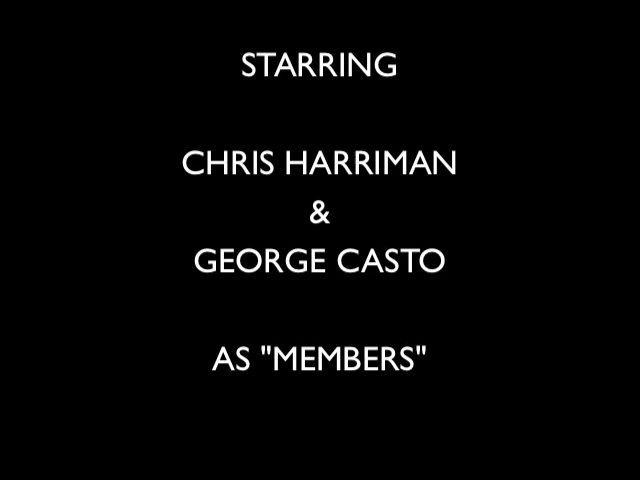 STARRING
CHRIS HARRIMAN
&
GEORGE CASTO
AS "MEMBERS"